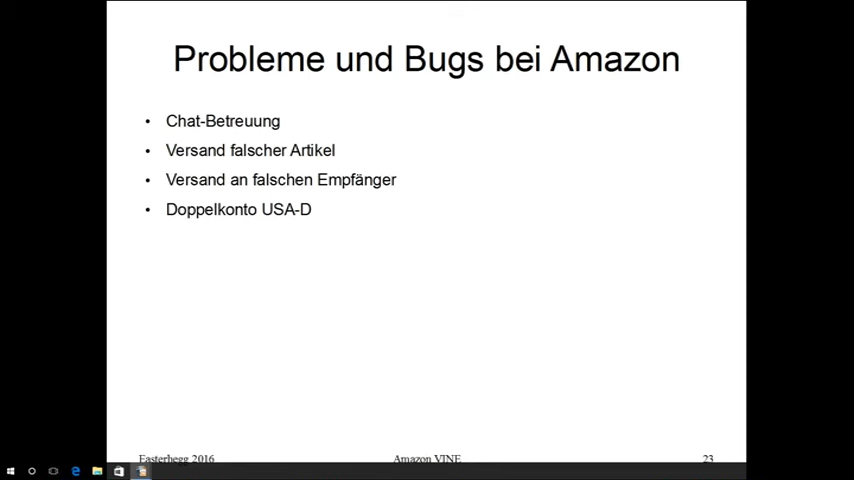 Probleme und Bugs bei Amazon
• Chat-Betreuung
• Versand falscher Artikel
• Versand an falschen Empfänger
• Doppelkonto USA-D
Easterhegg 2016 Amazon VINE 23